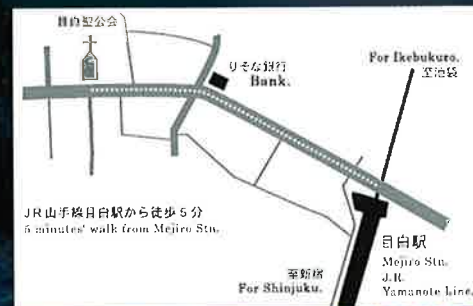 目白聖公会
りそな銀行
Bank.
For Ikebukuro.
至池袋
JR山手線目白駅から徒歩5分
5 minutes' walk from Mejiro Stn.
目白駅
Mejiro Stn.
J.R.
Yamanote Line.
至新宿
For Shinjuku.